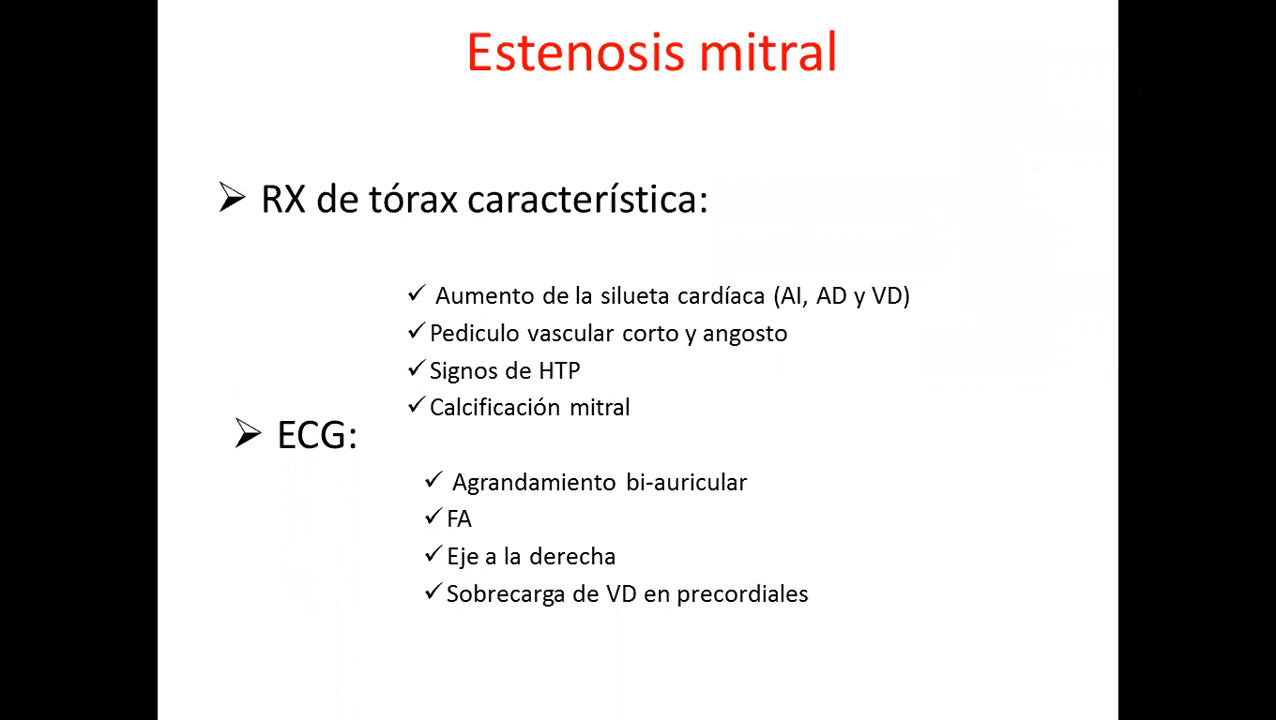 Estenosis mitral
RX de tórax característica:
Aumento de la silueta cardíaca (AI, AD y VD)
Pediculo vascular corto y angosto
Signos de HTP
Calcificación mitral
ECG:
Agrandamiento bi-auricular
FA
Eje a la derecha
Sobrecarga de VD en precordiales